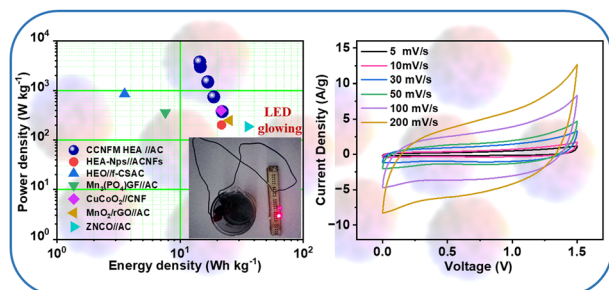 Power density (W kg⁻¹)
10⁴
10³
10²
10¹
10⁰
LED
glowing
CCNFM HEA //AC
HEA-Nps//ACNFs
HEO//f-CSAC
Mn₃(PO₄)GF//AC
CuCoO₂//CNF
MnO₂/rGO//AC
ZNCO//AC
10⁰ 10¹ 10²
Energy density (Wh kg⁻¹)
Current Density (A/g)
15
10
5
0
−5
−10
5 mV/s
10mV/s
30 mV/s
50 mV/s
100 mV/s
200 mV/s
0.0 0.5 1.0 1.5
Voltage (V)